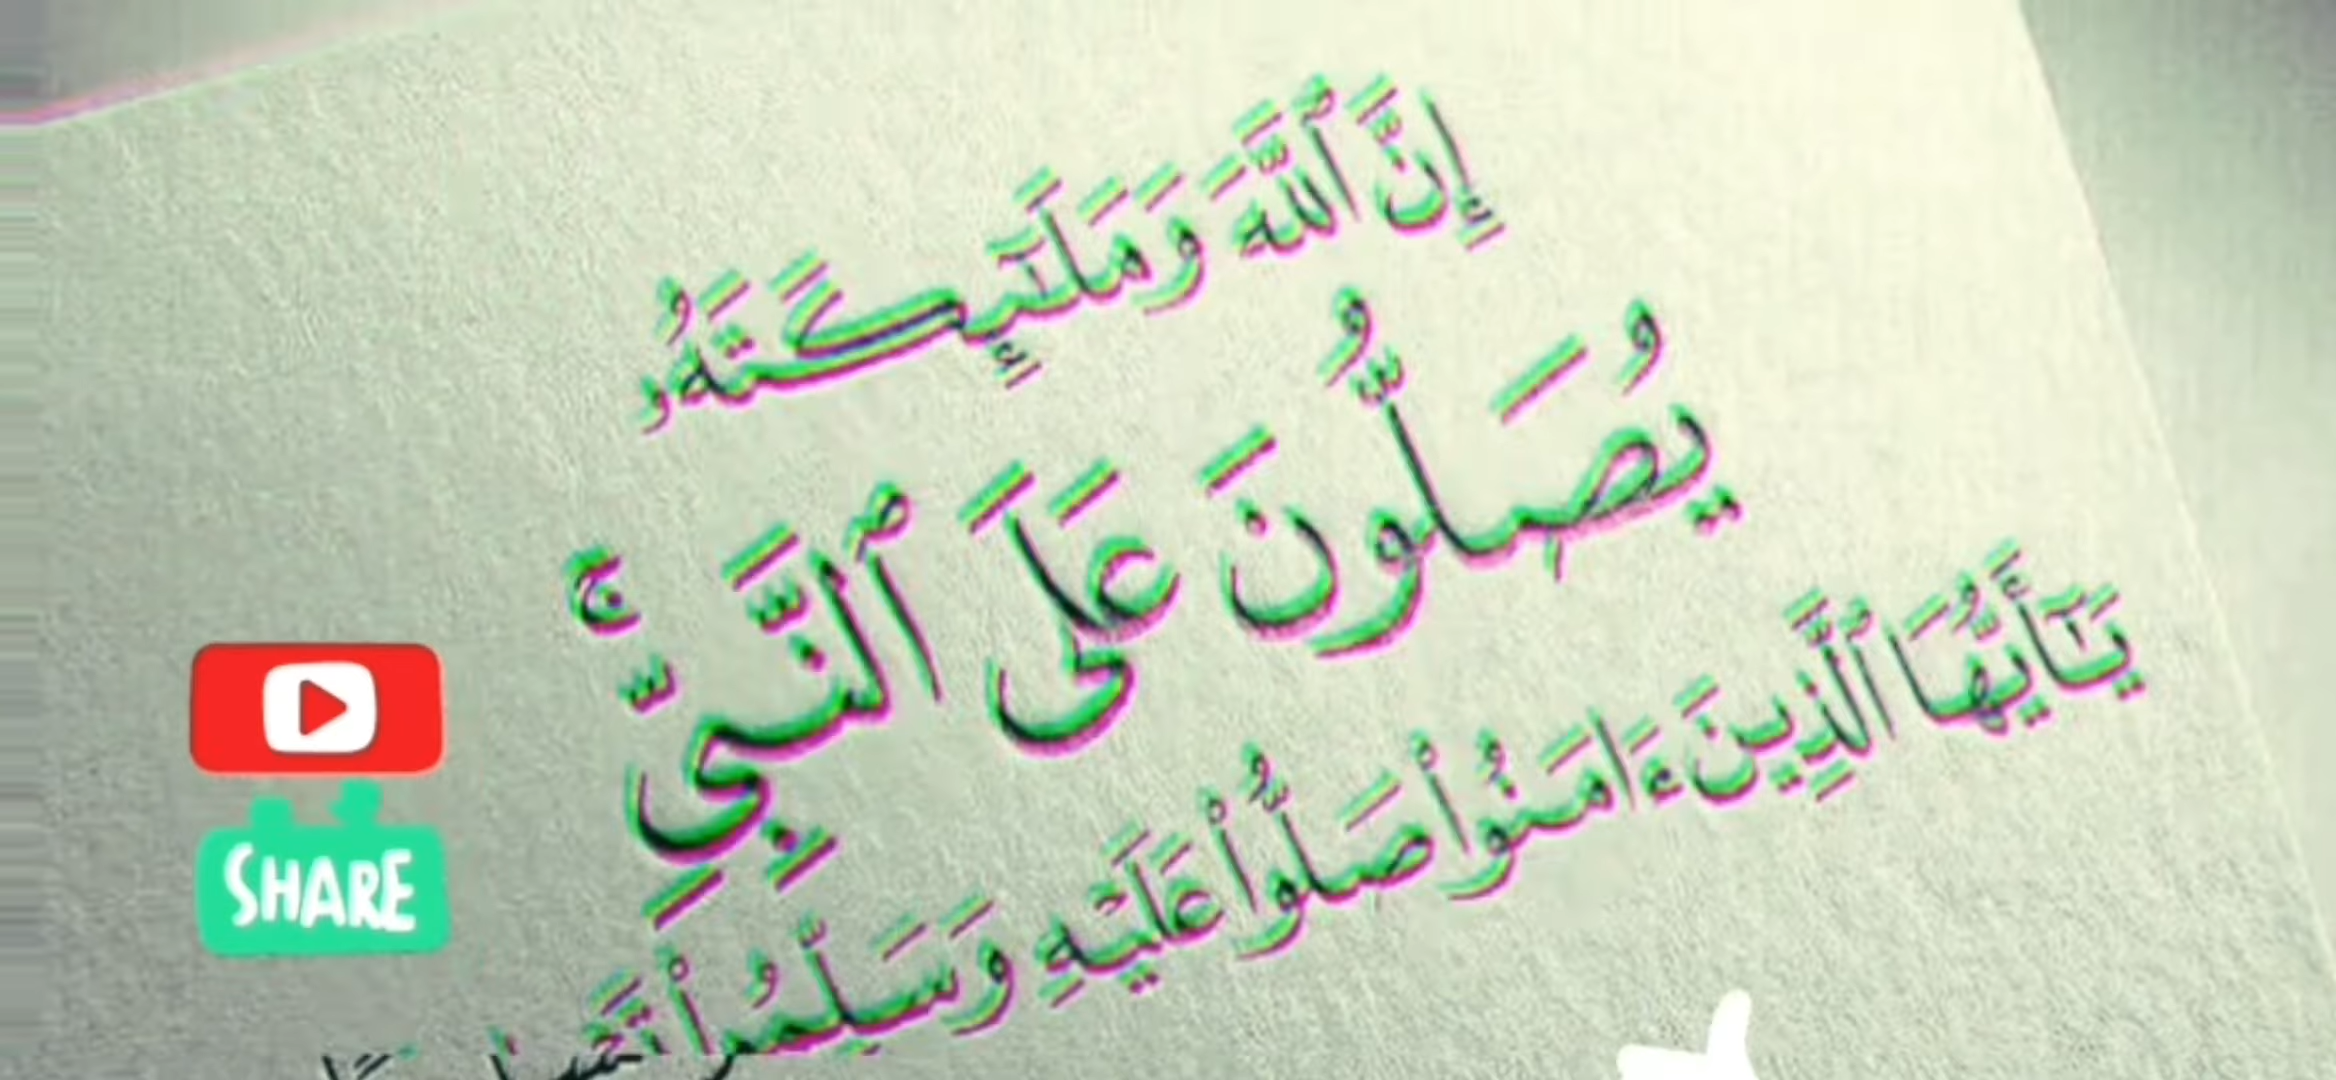 إِنَّ ٱللَّهَ وَمَلَـٰٓئِكَتَهُۥ
يُصَلُّونَ عَلَى ٱلنَّبِىِّ ۚ
يَـٰٓأَيُّهَا ٱلَّذِينَ ءَامَنُوا۟ صَلُّوا۟ عَلَيْهِ وَسَلِّمُوا۟
SHARE